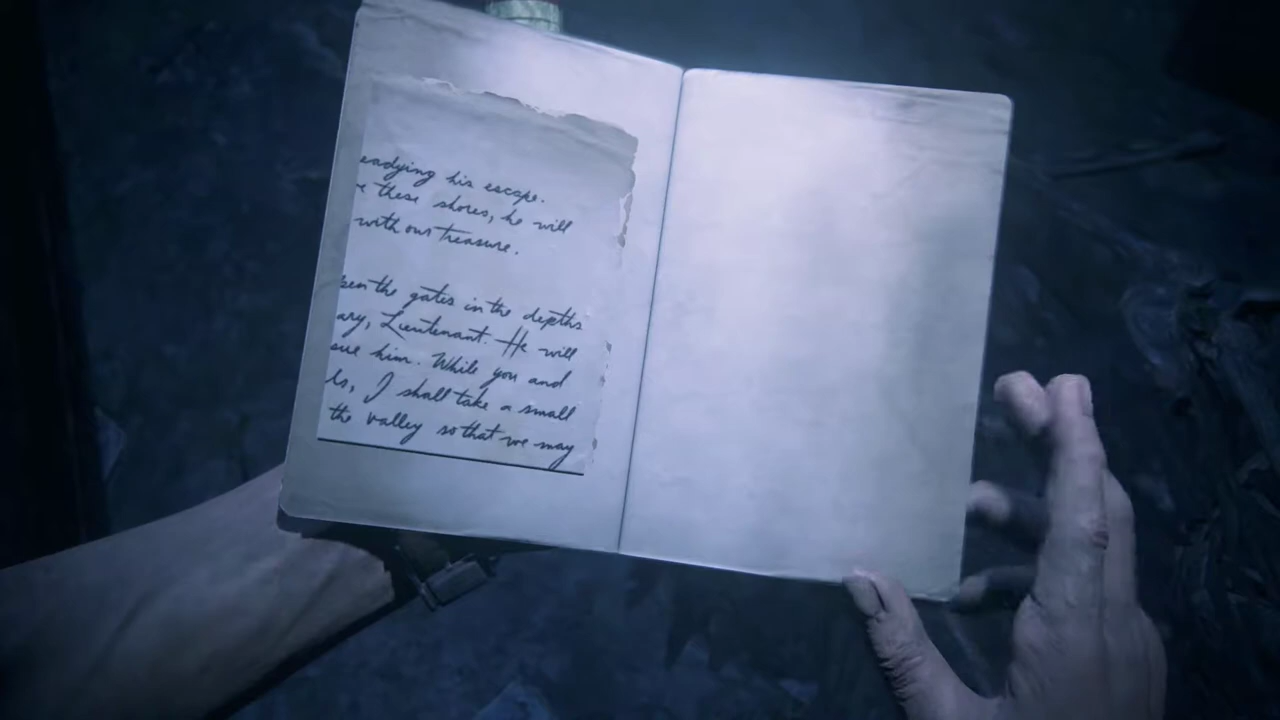 eadying his escape.
these shores, he will
with our treasure.
the gates in the depths
ary, Lieutenant. He will
sue him. While you and
ls, I shall take a small
the valley so that we may